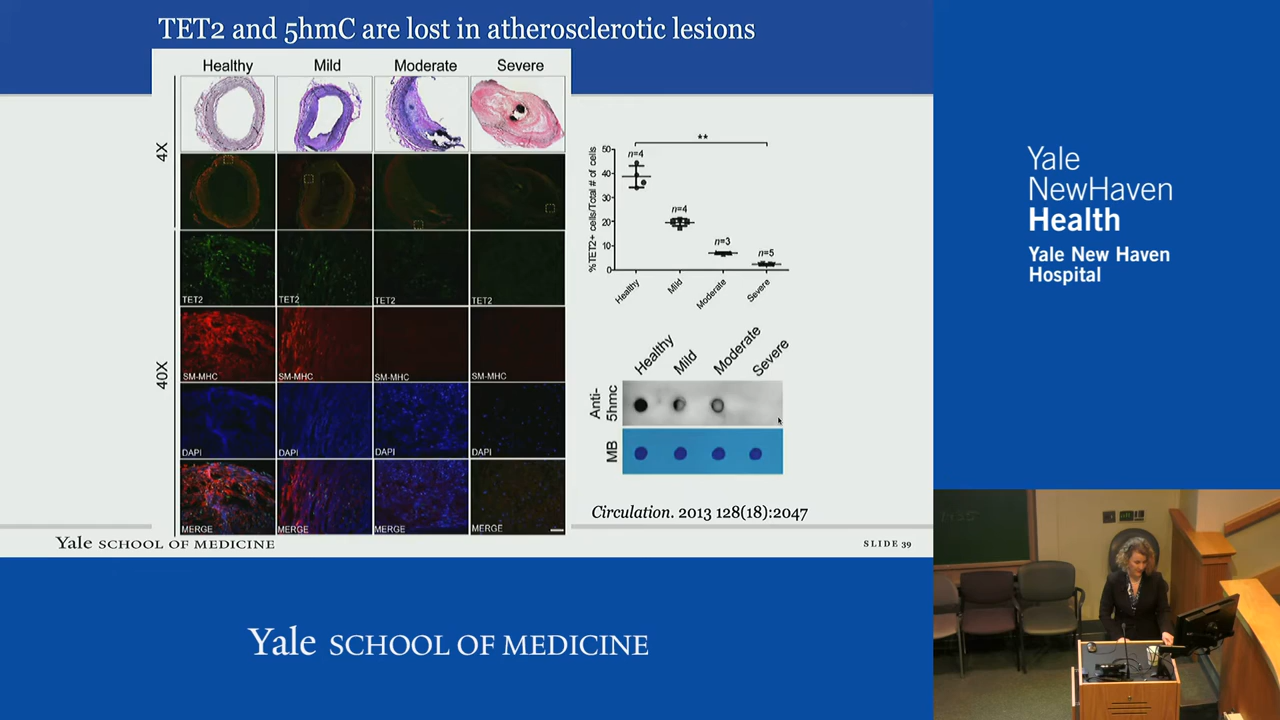 TET2 and 5hmC are lost in atherosclerotic lesions
Healthy Mild Moderate Severe
4X
40X
TET2 TET2 TET2 TET2
SM-MHC SM-MHC SM-MHC SM-MHC
DAPI DAPI DAPI DAPI
MERGE MERGE MERGE MERGE
**
%TET2+ cells/Total # of cells
50
40
30
20
10
0
n=4
n=4
n=3
n=5
Healthy Mild Moderate Severe
Healthy Mild Moderate Severe
Anti-
5hmc
MB
Circulation. 2013 128(18):2047
Yale SCHOOL OF MEDICINE
SLIDE 39
Yale SCHOOL OF MEDICINE
Yale
NewHaven
Health
Yale New Haven
Hospital